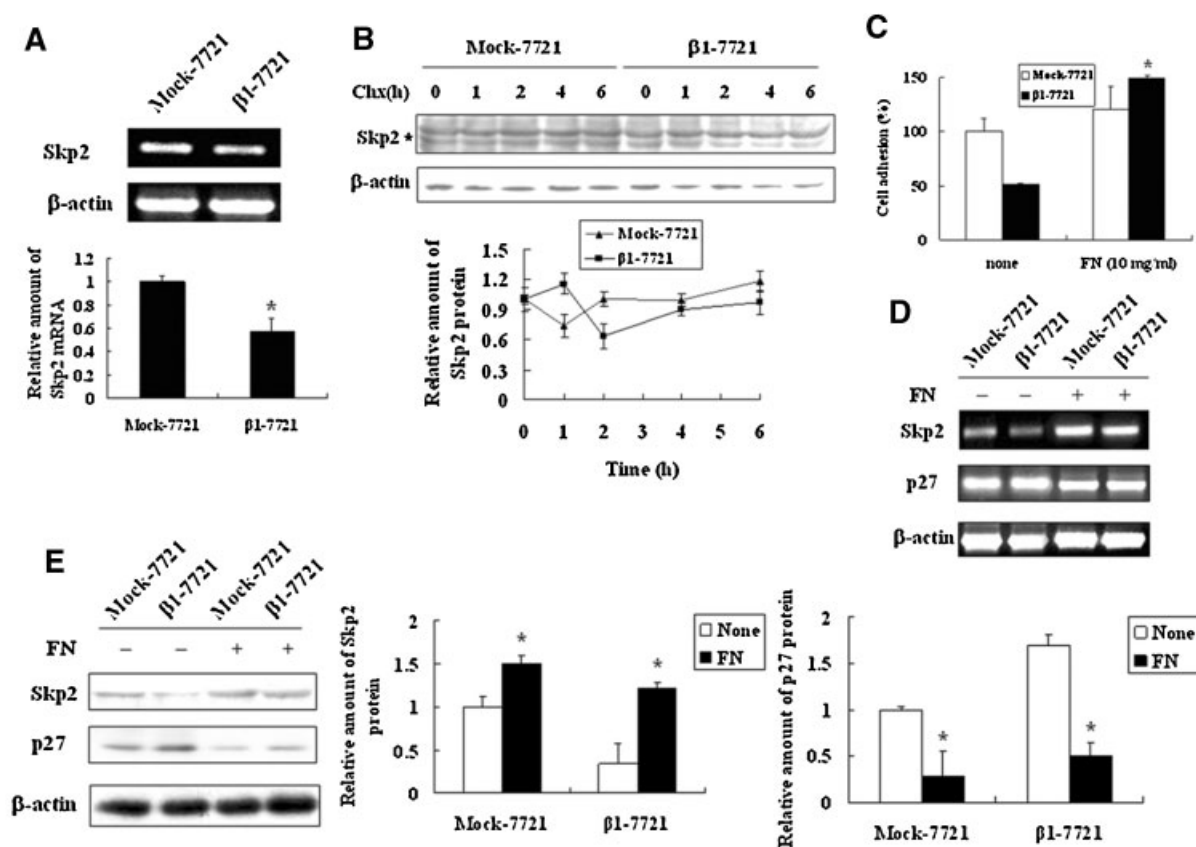 A
Mock-7721
β1-7721
Skp2
β-actin
Relative amount of
Skp2 mRNA
1.2
1
0.8
0.6
0.4
0.2
0
*
Mock-7721
β1-7721
B
Mock-7721
β1-7721
Chx(h)
0 1 2 4 6 0 1 2 4 6
Skp2 *
β-actin
Mock-7721
β1-7721
Relative amount of
Skp2 protein
1.5
1.2
0.9
0.6
0.3
0
0 1 2 3 4 5 6
Time (h)
C
Mock-7721
β1-7721
*
Cell adhesion (%)
150
100
50
0
none
FN (10 mg/ml)
D
Mock-7721
β1-7721
Mock-7721
β1-7721
FN − − + +
Skp2
p27
β-actin
E
Mock-7721
β1-7721
Mock-7721
β1-7721
FN − − + +
Skp2
p27
β-actin
Relative amount of Skp2
protein
2
1.5
1
0.5
0
None
FN
*
*
Mock-7721
β1-7721
Relative amount of p27 protein
2
1.5
1
0.5
0
None
FN
*
*
Mock-7721
β1-7721